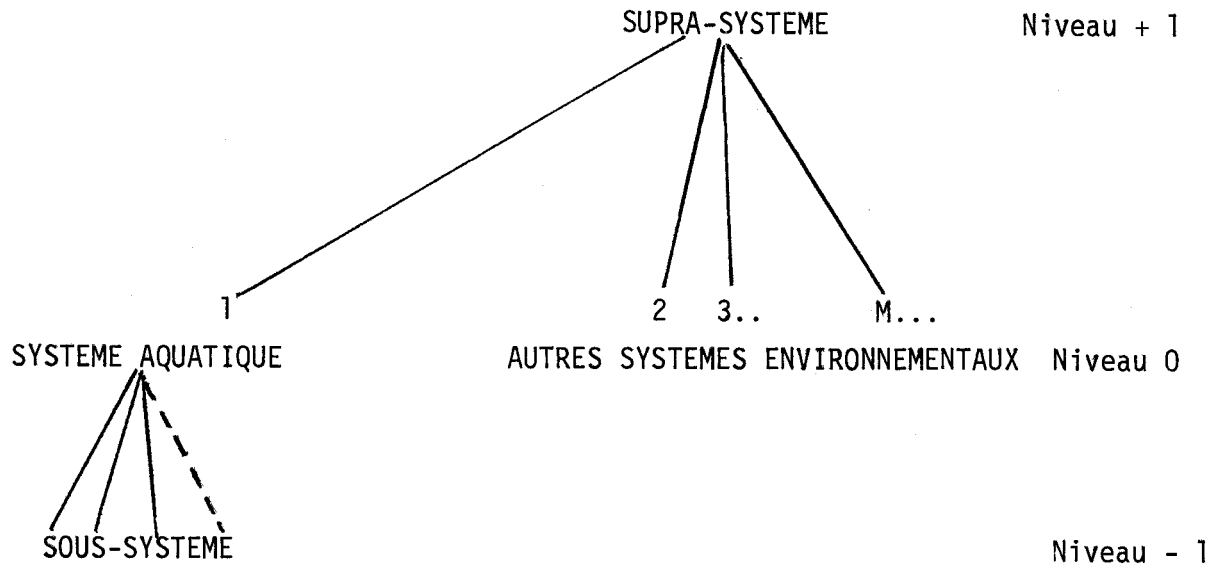 SUPRA-SYSTEME Niveau + 1
1 2 3.. M...
SYSTEME AQUATIQUE AUTRES SYSTEMES ENVIRONNEMENTAUX Niveau 0
SOUS-SYSTEME Niveau - 1